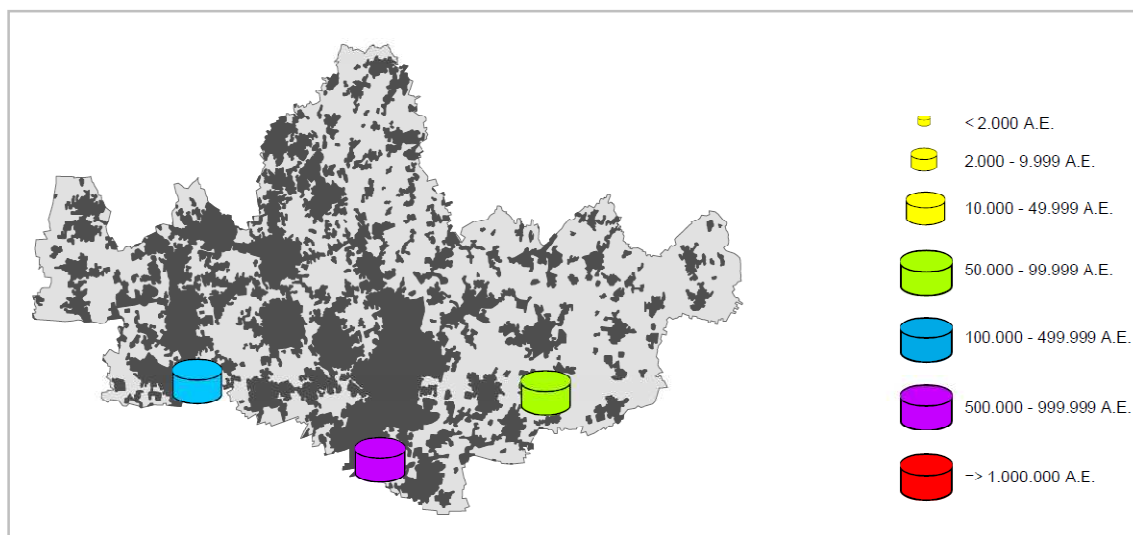 < 2.000 A.E.
2.000 - 9.999 A.E.
10.000 - 49.999 A.E.
50.000 - 99.999 A.E.
100.000 - 499.999 A.E.
500.000 - 999.999 A.E.
=> 1.000.000 A.E.